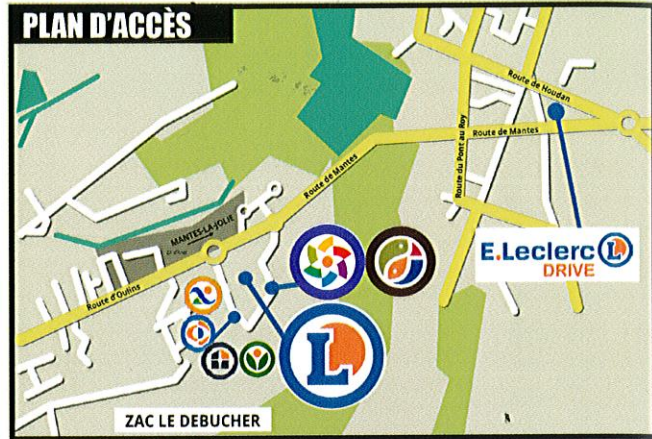 PLAN D'ACCÈS
Route de Houdan
Route de Mantes
Route du Pont au Roy
Route de Mantes
MANTES-LA-JOLIE
Route d'Oulins
E.Leclerc L
DRIVE
L
ZAC LE DEBUCHER